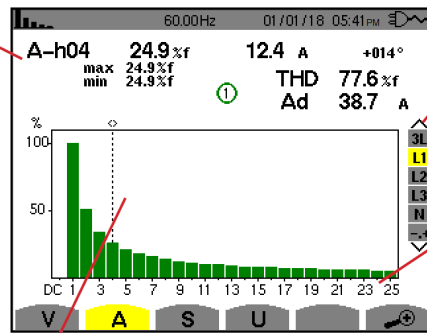 60.00Hz 01/01/18 05:41PM
A-h04 24.9%f 12.4 A +014°
max 24.9%f
min 24.9%f
① THD 77.6%f
Ad 38.7 A
%
100
50
DC 1 3 5 7 9 11 13 15 17 19 21 23 25
3L
L1
L2
L3
N
-.+
V A S U